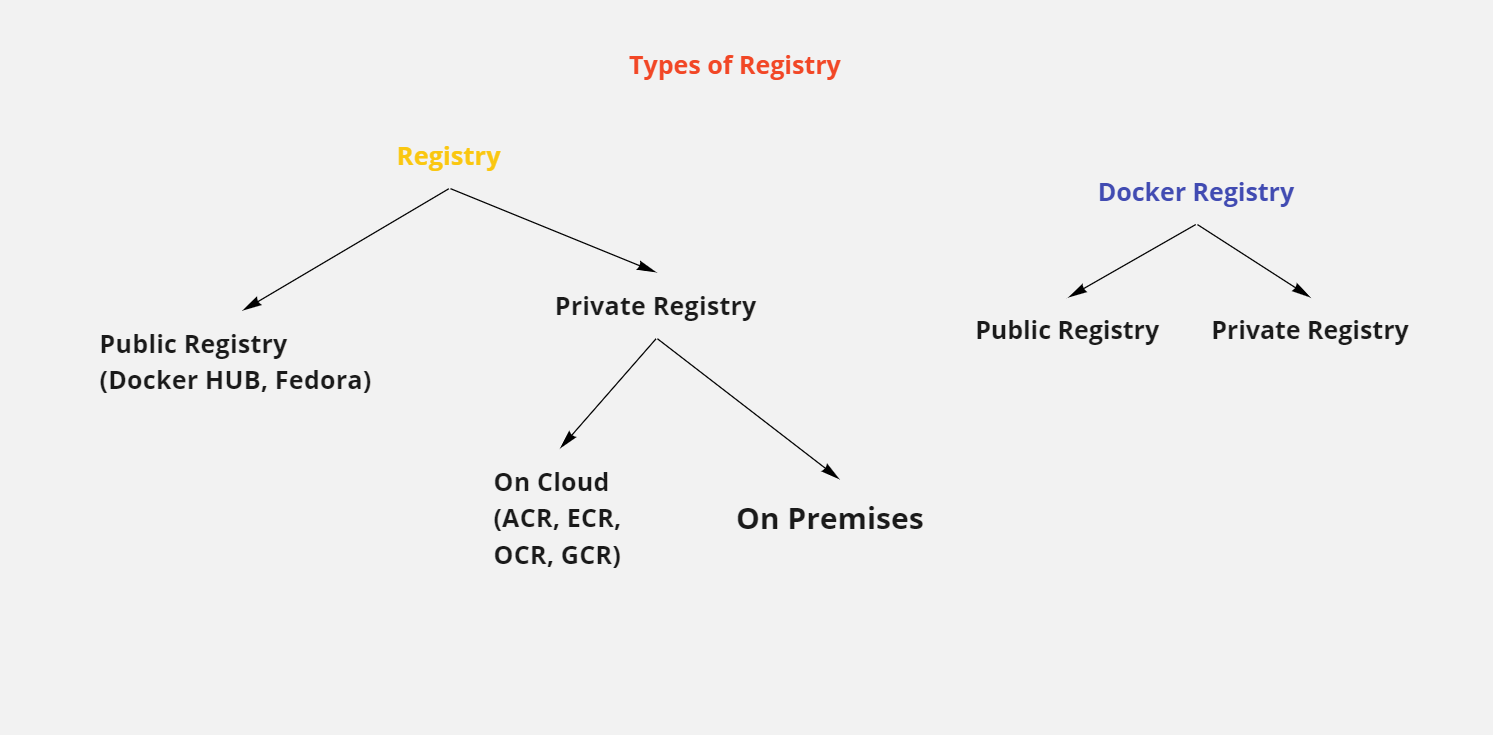 Types of Registry
Registry
Docker Registry
Private Registry
Public Registry
(Docker HUB, Fedora)
Public Registry
Private Registry
On Cloud
(ACR, ECR,
OCR, GCR)
On Premises